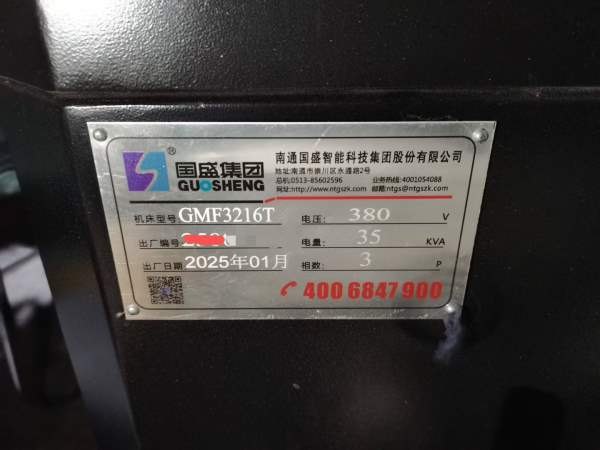 国盛集团®
GUOSHENG
南通国盛智能科技集团股份有限公司
地址:南通市崇川区永通路2号
总机:0513-85602596 业务热线:4001054088
网址:http://www.ntgszk.com 邮箱:ntgs@ntgszk.com
机床型号 GMF3216T 电压: 380 V
出厂编号 电量: 35 KVA
出厂日期 2025年01月 相数: 3 P
400 6847 900